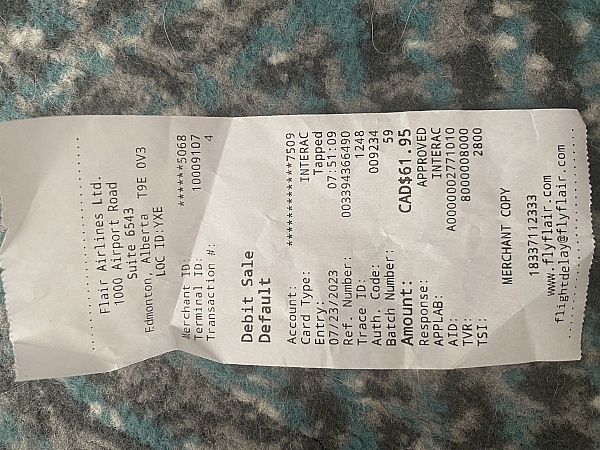 Flair Airlines Ltd.
1000 Airport Road
Suite 6543
Edmonton, Alberta T9E 0V3
LOC ID:YXE
Merchant ID: ******5068
Terminal ID: 10009107
Transaction #: 4
Debit Sale
Default
Account: ************7509
Card Type: INTERAC
Entry: Tapped
07/23/2023 07:51:09
Ref. Number: 003394366490
Trace ID: 1248
Auth. Code: 009234
Batch Number: 59
Amount: CAD$61.95
Response: APPROVED
APPLAB: INTERAC
AID: A0000002771010
TVR: 8000008000
TSI: 2800
MERCHANT COPY
18337112333
www.flyflair.com
flightdelay@flyflair.com